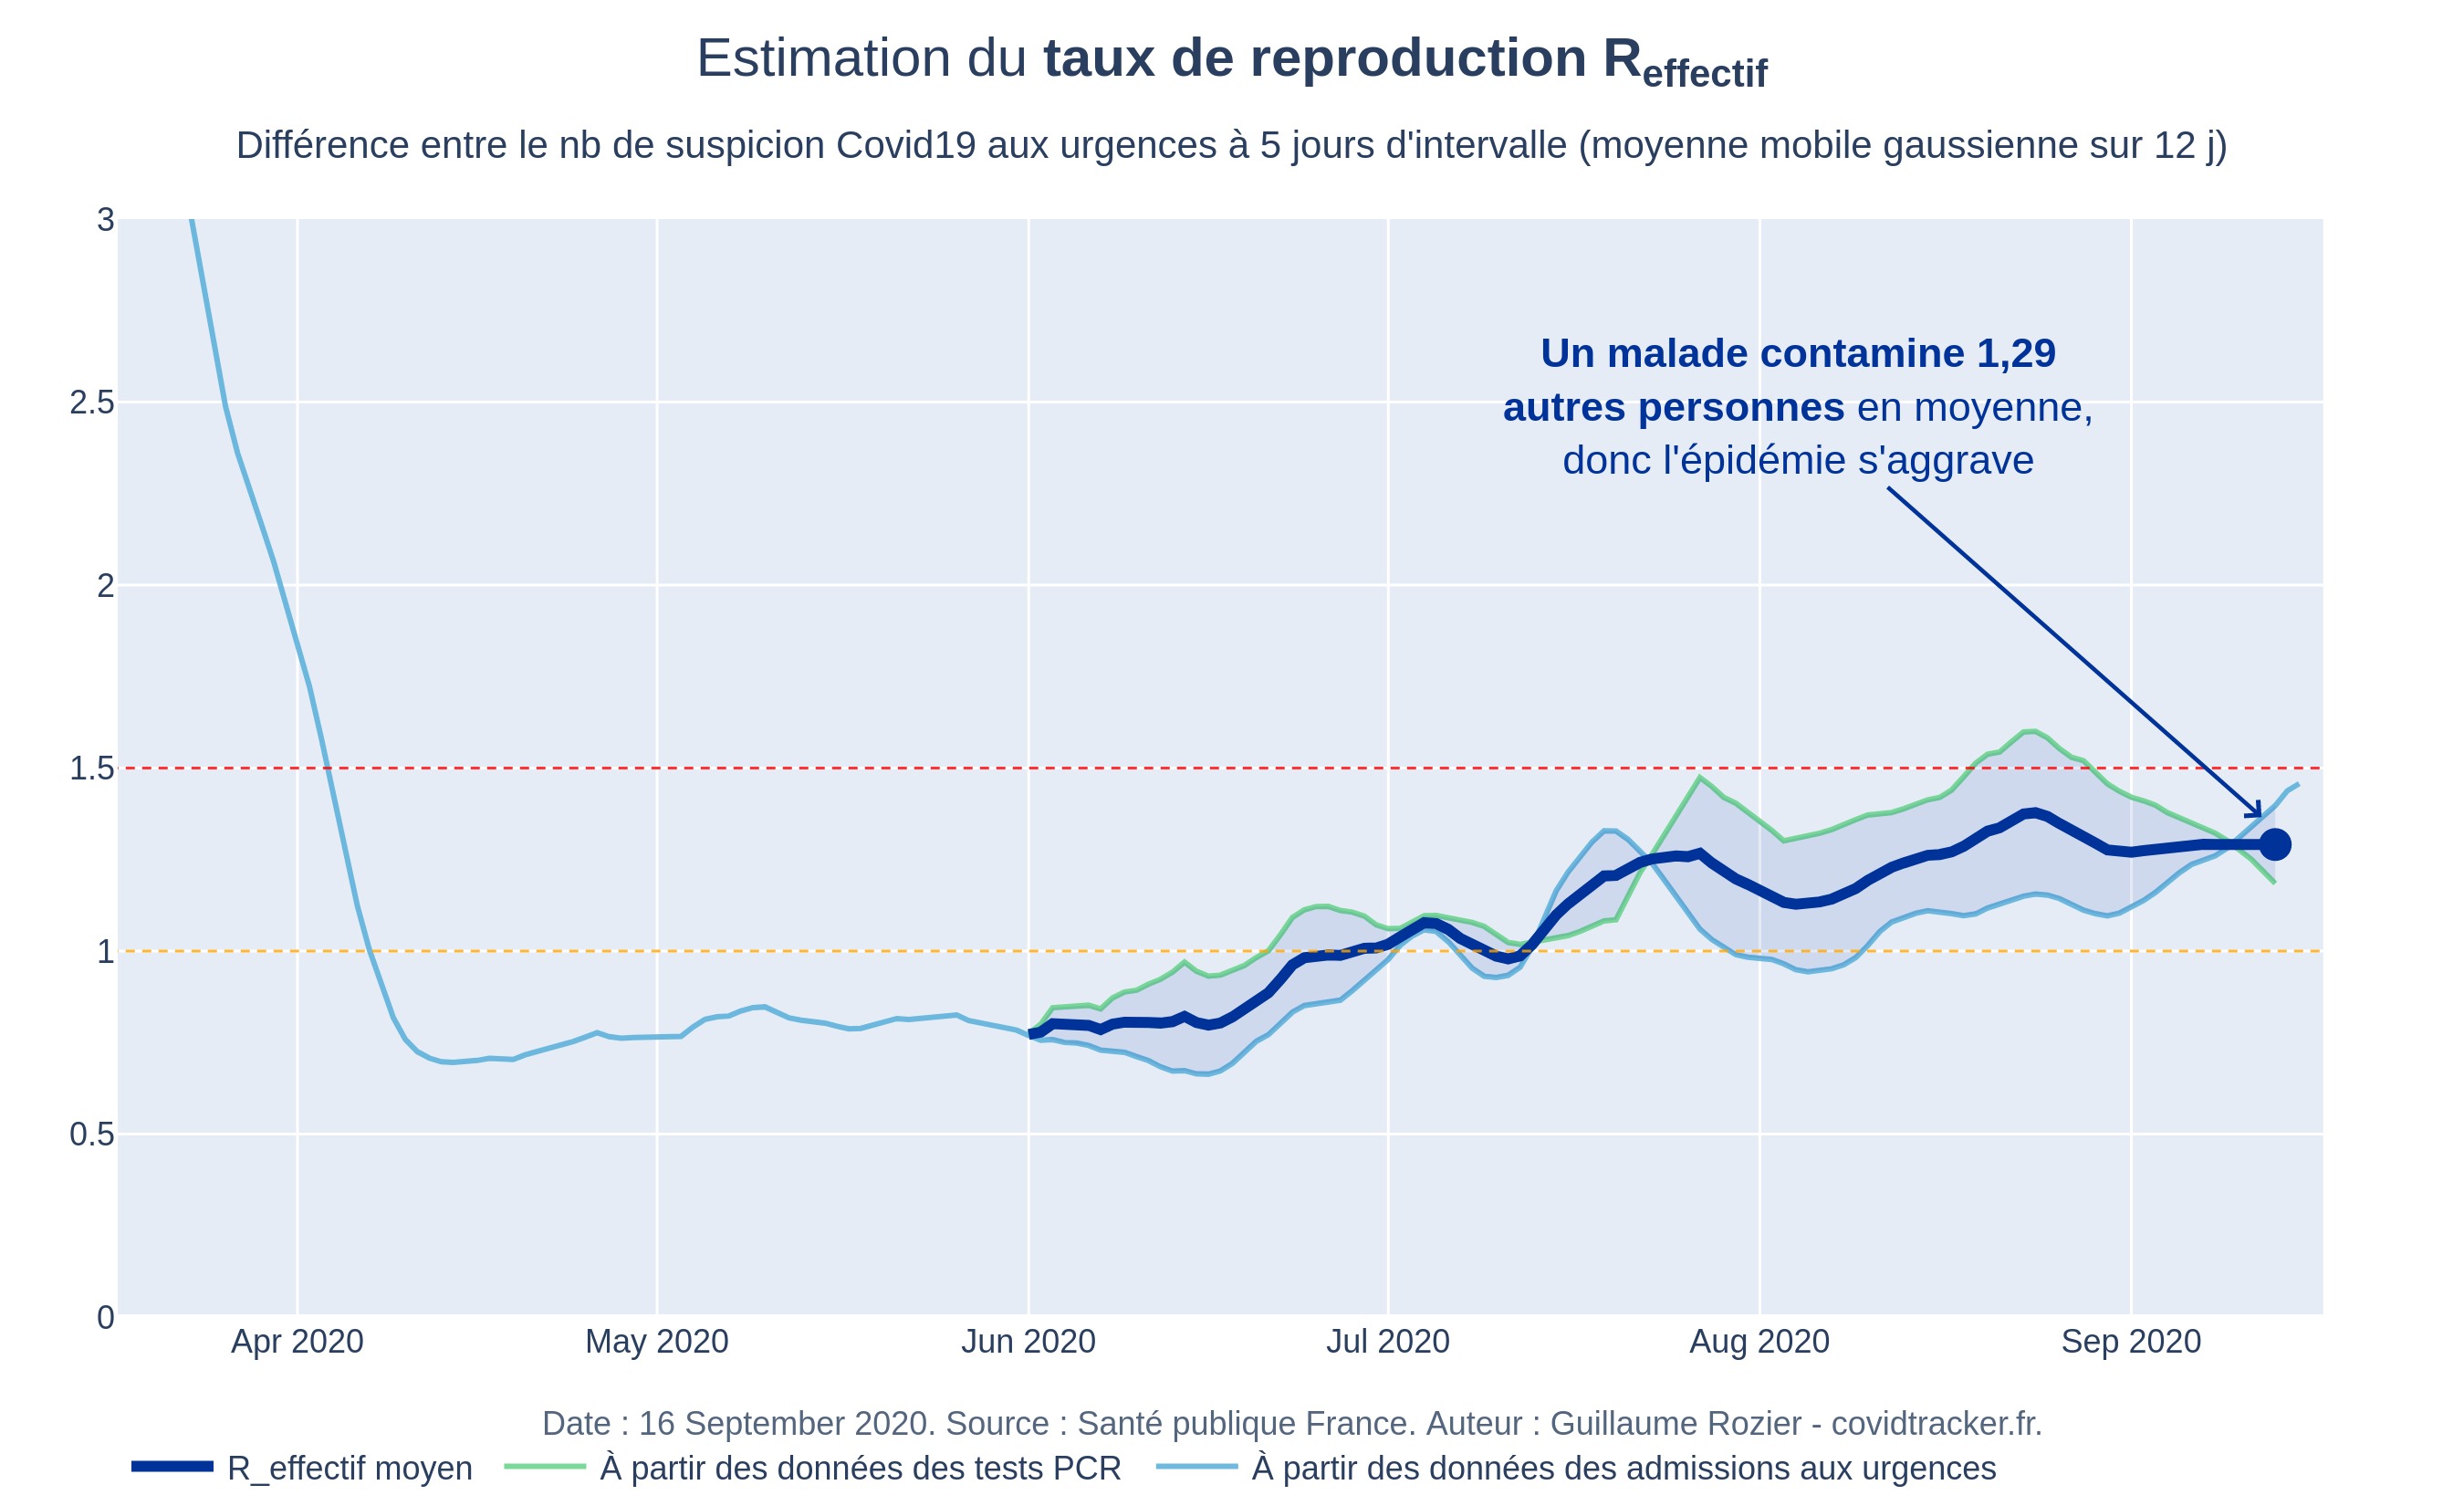 Estimation du taux de reproduction Reffectif
Différence entre le nb de suspicion Covid19 aux urgences à 5 jours d'intervalle (moyenne mobile gaussienne sur 12 j)
3
2.5
2
1.5
1
0.5
0
Un malade contamine 1,29
autres personnes en moyenne,
donc l'épidémie s'aggrave
Apr 2020 May 2020 Jun 2020 Jul 2020 Aug 2020 Sep 2020
Date : 16 September 2020. Source : Santé publique France. Auteur : Guillaume Rozier - covidtracker.fr.
R_effectif moyen À partir des données des tests PCR À partir des données des admissions aux urgences